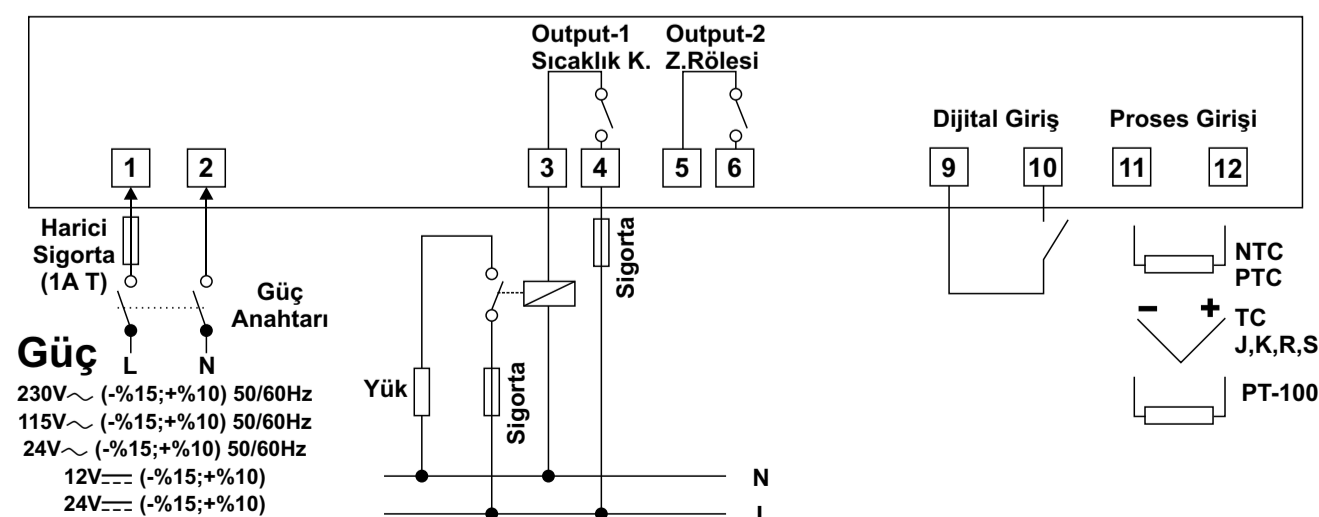 Output-1
Sıcaklık K.
Output-2
Z.Rölesi
Dijital Giriş
Proses Girişi
1
2
3
4
5
6
9
10
11
12
Harici
Sigorta
(1A T)
Güç
Anahtarı
Güç
L
N
230V～ (-%15;+%10) 50/60Hz
115V～ (-%15;+%10) 50/60Hz
24V～ (-%15;+%10) 50/60Hz
12V⎓ (-%15;+%10)
24V⎓ (-%15;+%10)
Yük
Sigorta
Sigorta
N
L
NTC
PTC
− +
TC
J,K,R,S
PT-100